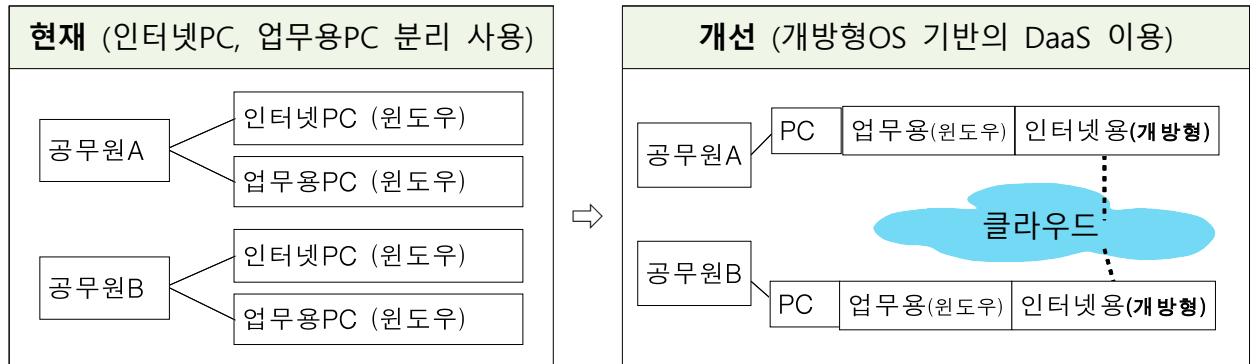 현재 (인터넷PC, 업무용PC 분리 사용)
공무원A
인터넷PC (윈도우)
업무용PC (윈도우)
공무원B
인터넷PC (윈도우)
업무용PC (윈도우)
⇨
개선 (개방형OS 기반의 DaaS 이용)
공무원A
PC 업무용(윈도우) 인터넷용(개방형)
클라우드
공무원B
PC 업무용(윈도우) 인터넷용(개방형)